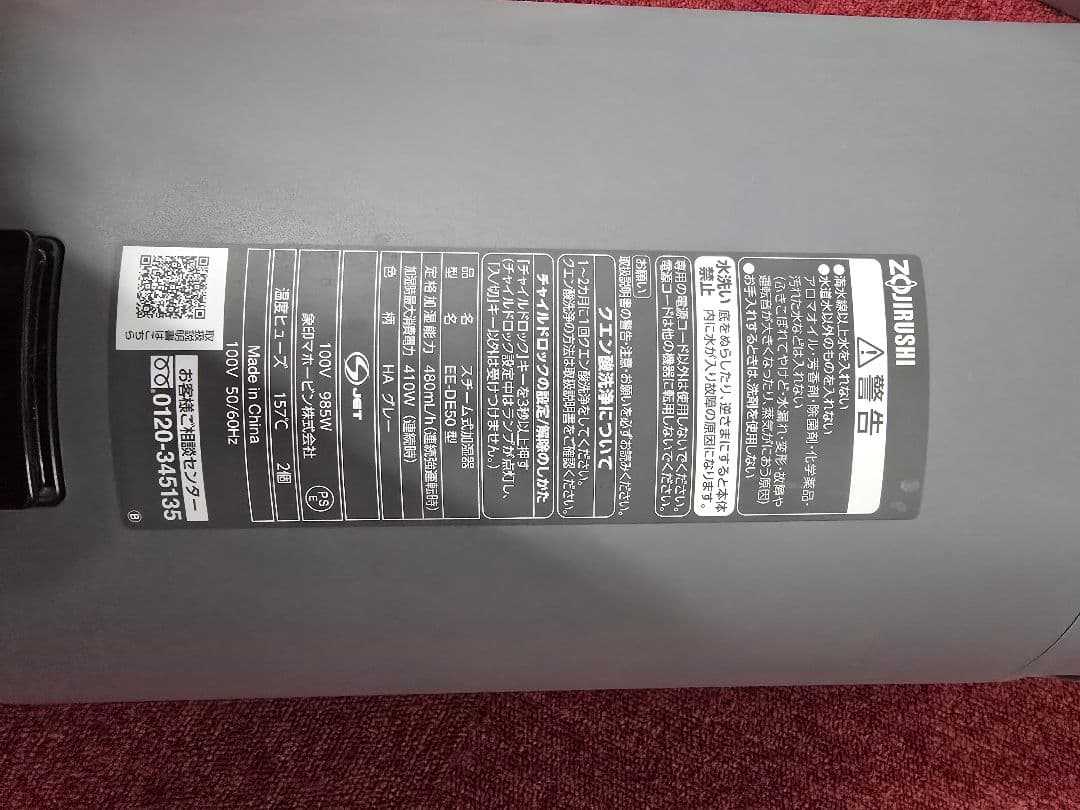 ZOJIRUSHI
警告
●満水線以上水を入れない
●水道水以外のものを入れない
アロマオイル・芳香剤・除菌剤・化学薬品・
汚れた水などは入れない
(ふきこぼれてやけど・水漏れ・変形・故障や
運転音が大きくなったり、蒸気がにおう原因)
●お手入れするときは、洗剤を使用しない
水洗い禁止
底をぬらしたり、逆さまにすると本体
内に水が入り故障の原因になります。
専用の電源コード以外は使用しないでください。
電源コードは他の機器に転用しないでください。
お願い
取扱説明書の警告・注意・お願いを必ずお読みください。
クエン酸洗浄について
1〜2カ月に1回クエン酸洗浄をしてください。
クエン酸洗浄の方法は取扱説明書をご確認ください。
チャイルドロックの設定/解除のしかた
「チャイルドロック」キーを3秒以上押す
(チャイルドロック設定中はランプが点灯し、
「入/切」キー以外は受けつけません。)
品名 スチーム式加湿器
型名 EE-DE50型
定格加湿能力 480mL/h(連続強運転時)
加湿時最大消費電力 410W(連続時)
色柄 HA グレー
S JET
100V 985W
象印マホービン株式会社
PSE
温度ヒューズ 157℃ 2個
Made in China
100V 50/60Hz
取扱説明書はこちら
お客様ご相談センター
0120-345135
Ⓑ